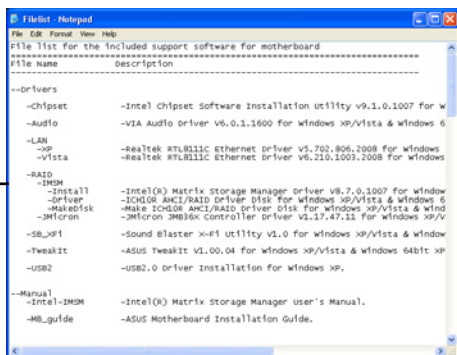 Filelist - Notepad
File Edit Format View Help
File list for the included support software for motherboard
================================================================
File Name Description
----------------------------------------------------------------
--Drivers
-Chipset -Intel Chipset Software Installation Utility v9.1.0.1007 for W
-Audio -VIA Audio Driver V6.0.1.1600 for Windows XP/Vista & Windows 6
-LAN
-XP -Realtek RTL8111C Ethernet Driver V5.702.806.2008 for Windows
-Vista -Realtek RTL8111C Ethernet Driver V6.210.1003.2008 for Windows
-RAID
-IMSM
-Install -Intel(R) Matrix Storage Manager Driver V8.7.0.1007 for Window
-Driver -ICH10R AHCI/RAID Driver Disk for Windows XP/Vista & Windows
-MakeDisk -Make ICH10R AHCI/RAID Driver Disk for Windows XP/Vista & Wind
-JMicron -JMicron JMB36X Controller Driver V1.17.47.11 for Windows XP/V
-SB_XFi -Sound Blaster X-Fi Utility V1.0 for Windows XP/Vista & Window
-TweakIt -ASUS TweakIt V1.00.04 for Windows XP/Vista & Windows 64bit XP
-USB2 -USB2.0 Driver Installation for Windows XP.
--Manual
-Intel-IMSM -Intel(R) Matrix Storage Manager User's Manual.
-MB_guide -ASUS Motherboard Installation Guide.